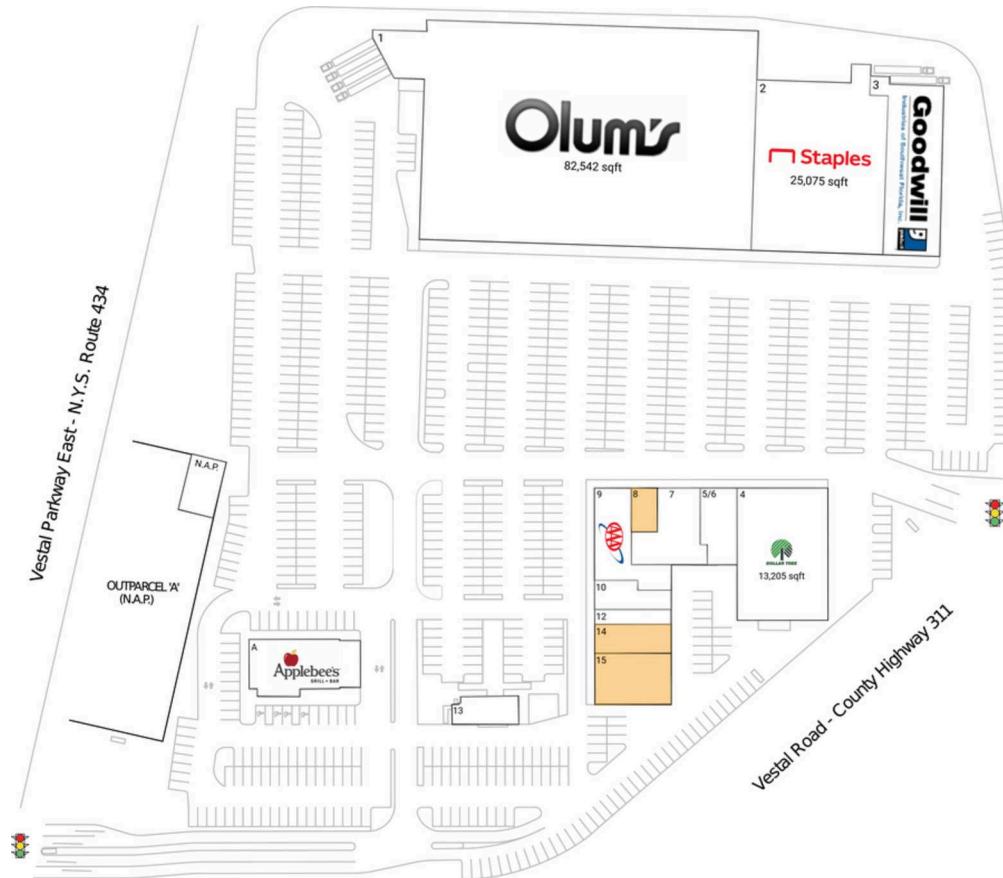 1
Olum's
82,542 sqft
2
Staples
25,075 sqft
3
Goodwill
Industries of Southwest Florida, Inc.
goodwill
Vestal Parkway East - N.Y.S. Route 434
N.A.P.
OUTPARCEL 'A'
(N.A.P.)
A
Applebee's
GRILL + BAR
13
9
8
7
5/6
4
AAA
DOLLAR TREE
13,205 sqft
10
12
14
15
Vestal Road - County Highway 311